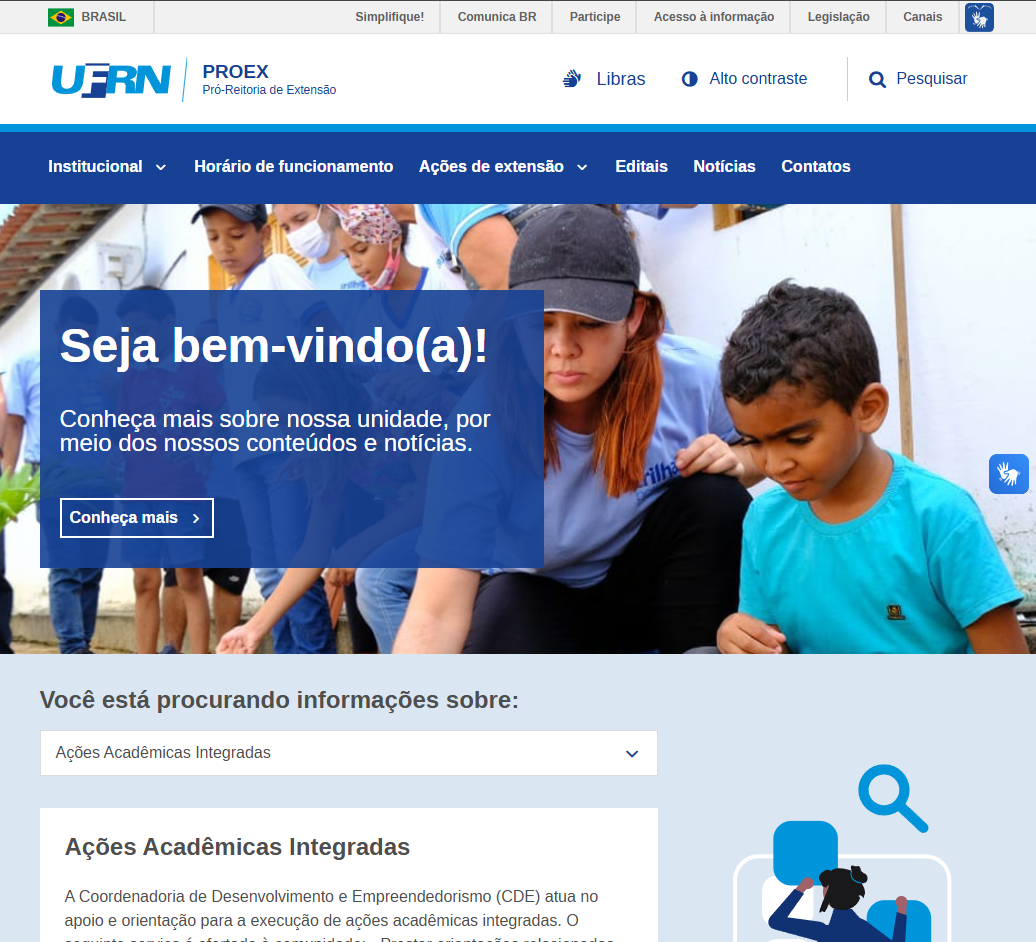 BRASIL
Simplifique!
Comunica BR
Participe
Acesso à informação
Legislação
Canais
UFRN
PROEX
Pró-Reitoria de Extensão
Libras
Alto contraste
Pesquisar
Institucional
Horário de funcionamento
Ações de extensão
Editais
Notícias
Contatos
Seja bem-vindo(a)!
Conheça mais sobre nossa unidade, por
meio dos nossos conteúdos e notícias.
Conheça mais
Você está procurando informações sobre:
Ações Acadêmicas Integradas
Ações Acadêmicas Integradas
A Coordenadoria de Desenvolvimento e Empreendedorismo (CDE) atua no
apoio e orientação para a execução de ações acadêmicas integradas. O